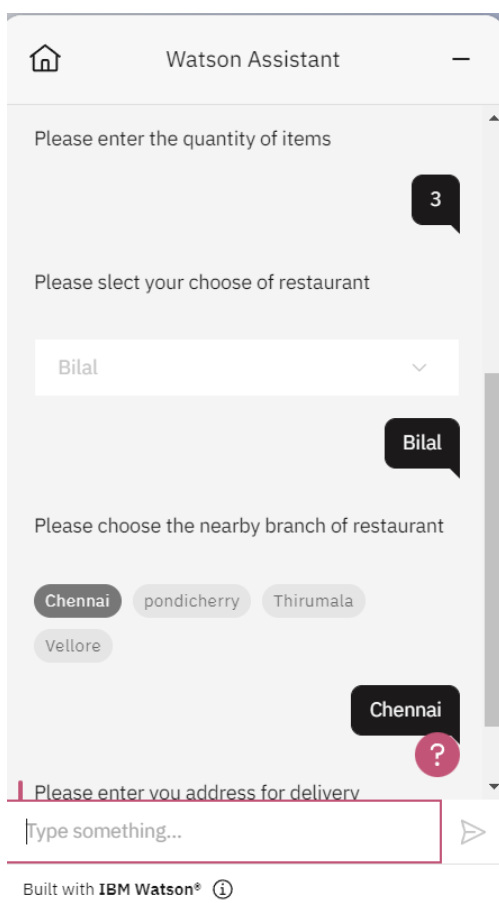 Watson Assistant
Please enter the quantity of items
3
Please slect your choose of restaurant
Bilal
Bilal
Please choose the nearby branch of restaurant
Chennai pondicherry Thirumala
Vellore
Chennai
?
Please enter you address for delivery
Type something...
Built with IBM Watson®